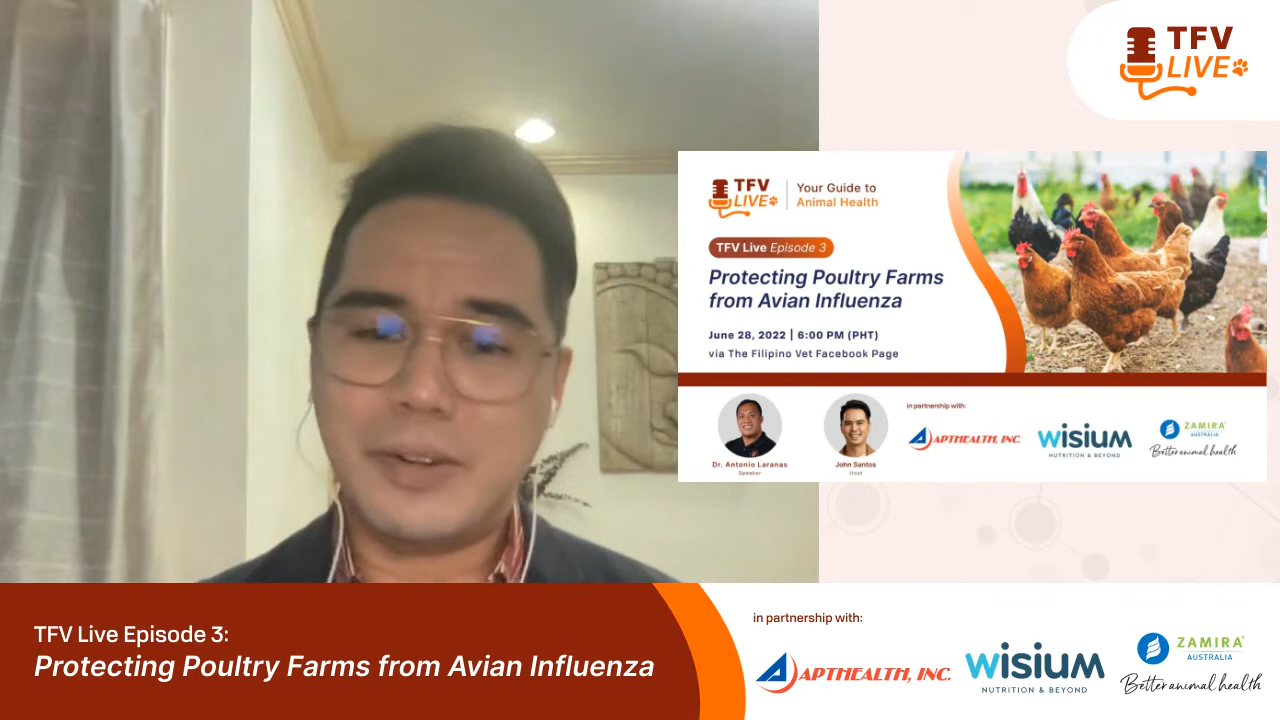 TFV
LIVE
TFV
LIVE
Your Guide to
Animal Health
TFV Live Episode 3
Protecting Poultry Farms
from Avian Influenza
June 28, 2022 | 6:00 PM (PHT)
via The Filipino Vet Facebook Page
Dr. Antonio Laranas
Speaker
John Santos
Host
in partnership with:
APTHEALTH, INC.
wisium
NUTRITION & BEYOND
ZAMIRA
AUSTRALIA
Better animal health
TFV Live Episode 3:
Protecting Poultry Farms from Avian Influenza
in partnership with:
APTHEALTH, INC.
wisium
NUTRITION & BEYOND
ZAMIRA®
AUSTRALIA
Better animal health